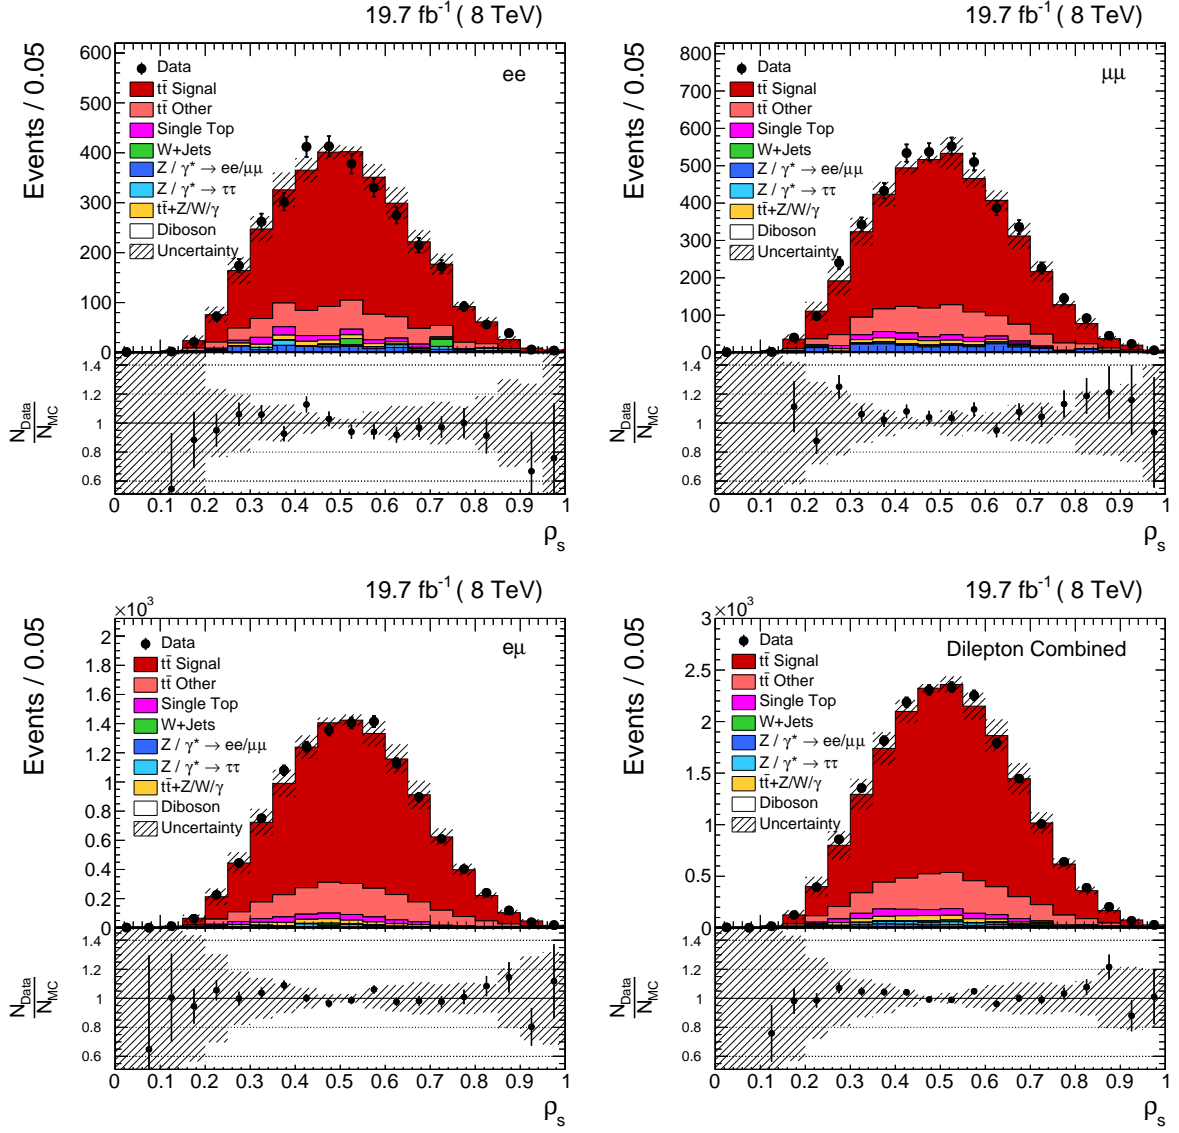 19.7 fb⁻¹ ( 8 TeV)
Events / 0.05
ee
600
500
400
300
200
100
0
Data
tt̄ Signal
tt̄ Other
Single Top
W+Jets
Z / γ* → ee/μμ
Z / γ* → ττ
tt̄+Z/W/γ
Diboson
Uncertainty
N_Data
N_MC
1.4
1.2
1
0.8
0.6
0 0.1 0.2 0.3 0.4 0.5 0.6 0.7 0.8 0.9 1
ρ_s
19.7 fb⁻¹ ( 8 TeV)
Events / 0.05
μμ
800
700
600
500
400
300
200
100
0
Data
tt̄ Signal
tt̄ Other
Single Top
W+Jets
Z / γ* → ee/μμ
Z / γ* → ττ
tt̄+Z/W/γ
Diboson
Uncertainty
N_Data
N_MC
1.4
1.2
1
0.8
0.6
0 0.1 0.2 0.3 0.4 0.5 0.6 0.7 0.8 0.9 1
ρ_s
19.7 fb⁻¹ ( 8 TeV)
×10³
Events / 0.05
eμ
2
1.8
1.6
1.4
1.2
1
0.8
0.6
0.4
0.2
0
Data
tt̄ Signal
tt̄ Other
Single Top
W+Jets
Z / γ* → ee/μμ
Z / γ* → ττ
tt̄+Z/W/γ
Diboson
Uncertainty
N_Data
N_MC
1.4
1.2
1
0.8
0.6
0 0.1 0.2 0.3 0.4 0.5 0.6 0.7 0.8 0.9 1
ρ_s
19.7 fb⁻¹ ( 8 TeV)
×10³
Events / 0.05
Dilepton Combined
3
2.5
2
1.5
1
0.5
0
Data
tt̄ Signal
tt̄ Other
Single Top
W+Jets
Z / γ* → ee/μμ
Z / γ* → ττ
tt̄+Z/W/γ
Diboson
Uncertainty
N_Data
N_MC
1.4
1.2
1
0.8
0.6
0 0.1 0.2 0.3 0.4 0.5 0.6 0.7 0.8 0.9 1
ρ_s